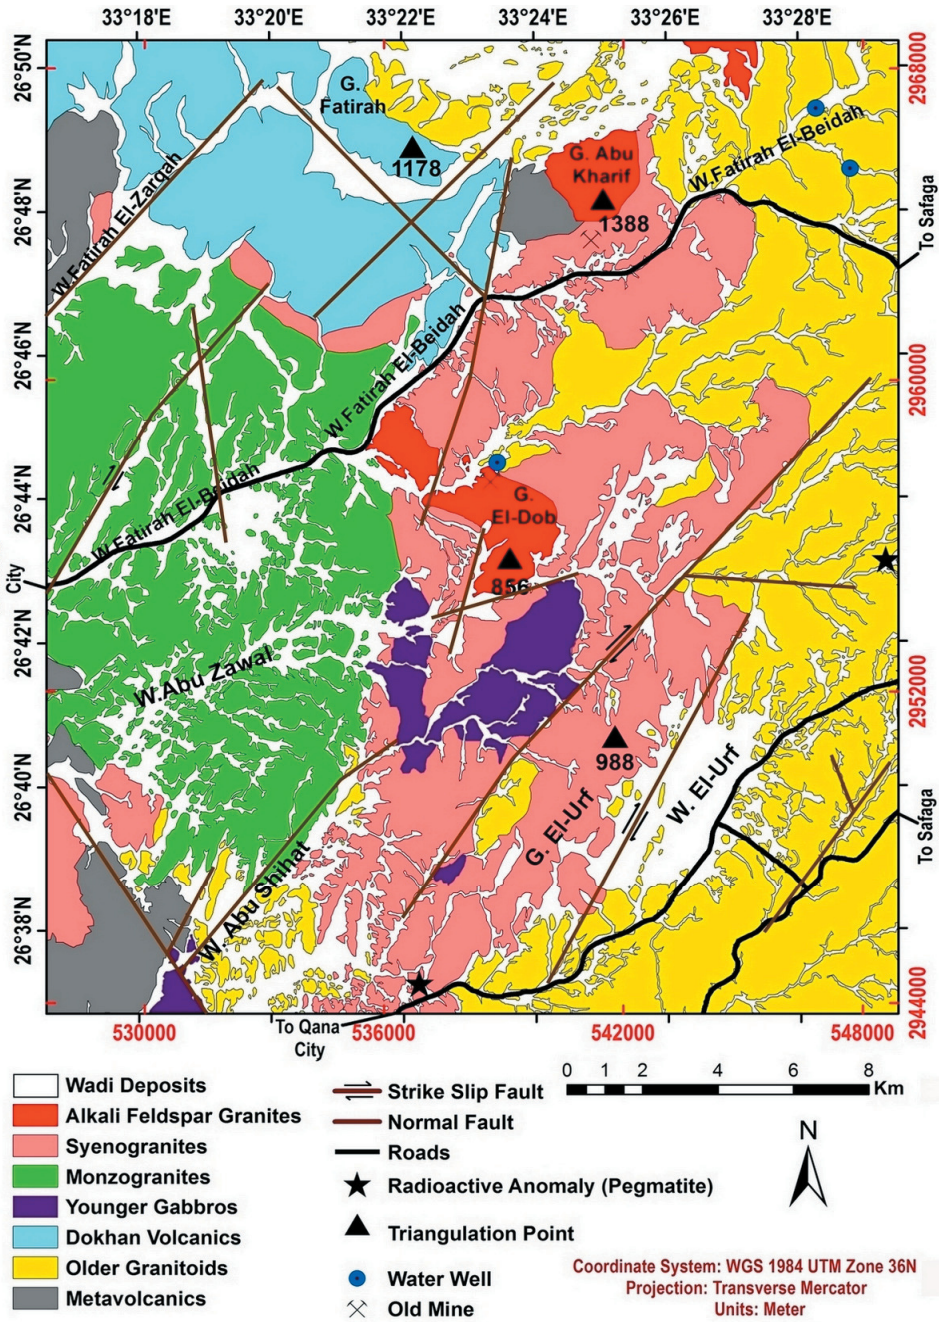 33°18'E 33°20'E 33°22'E 33°24'E 33°26'E 33°28'E
26°50'N
26°48'N
26°46'N
26°44'N
26°42'N
26°40'N
26°38'N
2968000
2960000
2952000
2944000
G.
Fatirah
1178
G. Abu
Kharif
1388
W.Fatirah El-Beidah
To Safaga
W.Fatirah El-Zarqah
W.Fatirah El-Beidah
W.Fatirah El-Beidah
City
G.
El-Dob
856
W.Abu Zawal
988
G. El-Urf
W. El-Urf
To Safaga
W. Abu Shihat
530000 536000 542000 548000
To Qana
City
Wadi Deposits
Alkali Feldspar Granites
Syenogranites
Monzogranites
Younger Gabbros
Dokhan Volcanics
Older Granitoids
Metavolcanics
Strike Slip Fault
Normal Fault
Roads
Radioactive Anomaly (Pegmatite)
Triangulation Point
Water Well
Old Mine
0 1 2 4 6 8
Km
N
Coordinate System: WGS 1984 UTM Zone 36N
Projection: Transverse Mercator
Units: Meter